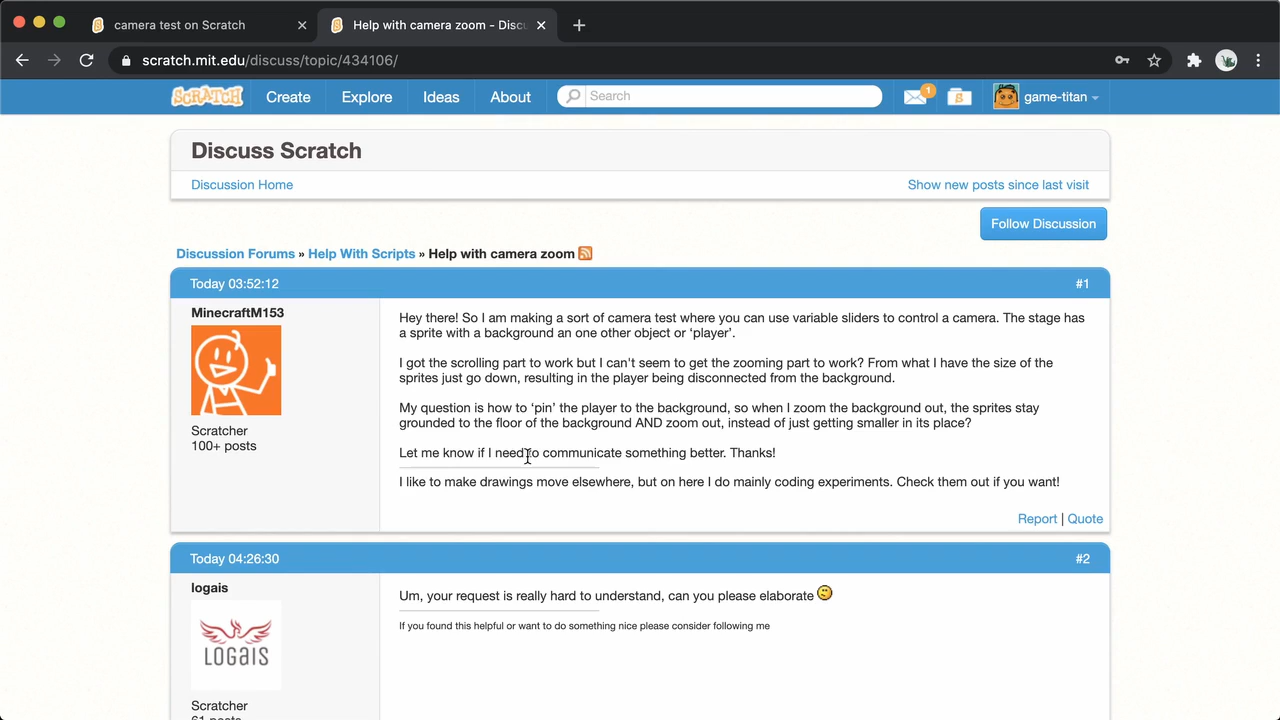 camera test on Scratch
Help with camera zoom - Discu
scratch.mit.edu/discuss/topic/434106/
SCRATCH
Create
Explore
Ideas
About
Search
1
game-titan
Discuss Scratch
Discussion Home
Show new posts since last visit
Follow Discussion
Discussion Forums » Help With Scripts » Help with camera zoom
Today 03:52:12
#1
MinecraftM153
Scratcher
100+ posts
Hey there! So I am making a sort of camera test where you can use variable sliders to control a camera. The stage has
a sprite with a background an one other object or ‘player’.
I got the scrolling part to work but I can't seem to get the zooming part to work? From what I have the size of the
sprites just go down, resulting in the player being disconnected from the background.
My question is how to ‘pin’ the player to the background, so when I zoom the background out, the sprites stay
grounded to the floor of the background AND zoom out, instead of just getting smaller in its place?
Let me know if I need to communicate something better. Thanks!
I like to make drawings move elsewhere, but on here I do mainly coding experiments. Check them out if you want!
Report | Quote
Today 04:26:30
#2
logais
LOGAIS
Scratcher
61 posts
Um, your request is really hard to understand, can you please elaborate
If you found this helpful or want to do something nice please consider following me